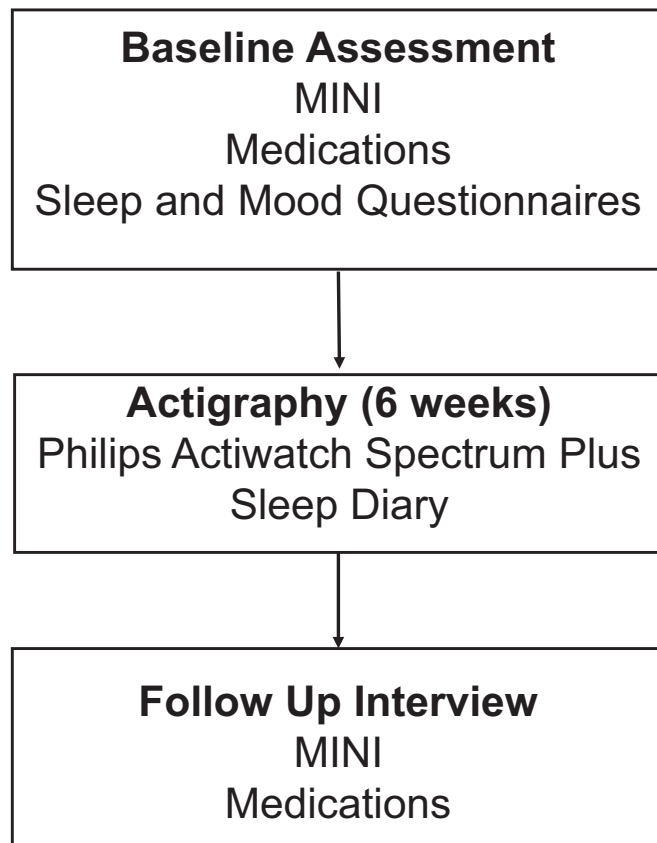 Baseline Assessment
MINI
Medications
Sleep and Mood Questionnaires
Actigraphy (6 weeks)
Philips Actiwatch Spectrum Plus
Sleep Diary
Follow Up Interview
MINI
Medications